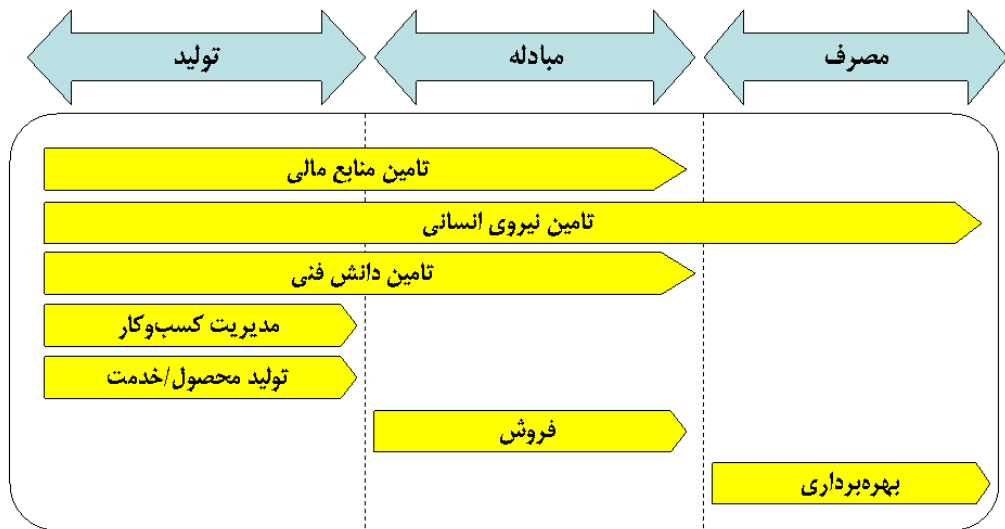 مصرف
مبادله
تولید
تامین منابع مالی
تامین نیروی انسانی
تامین دانش فنی
مدیریت کسب‌وکار
تولید محصول/خدمت
فروش
بهره‌برداری